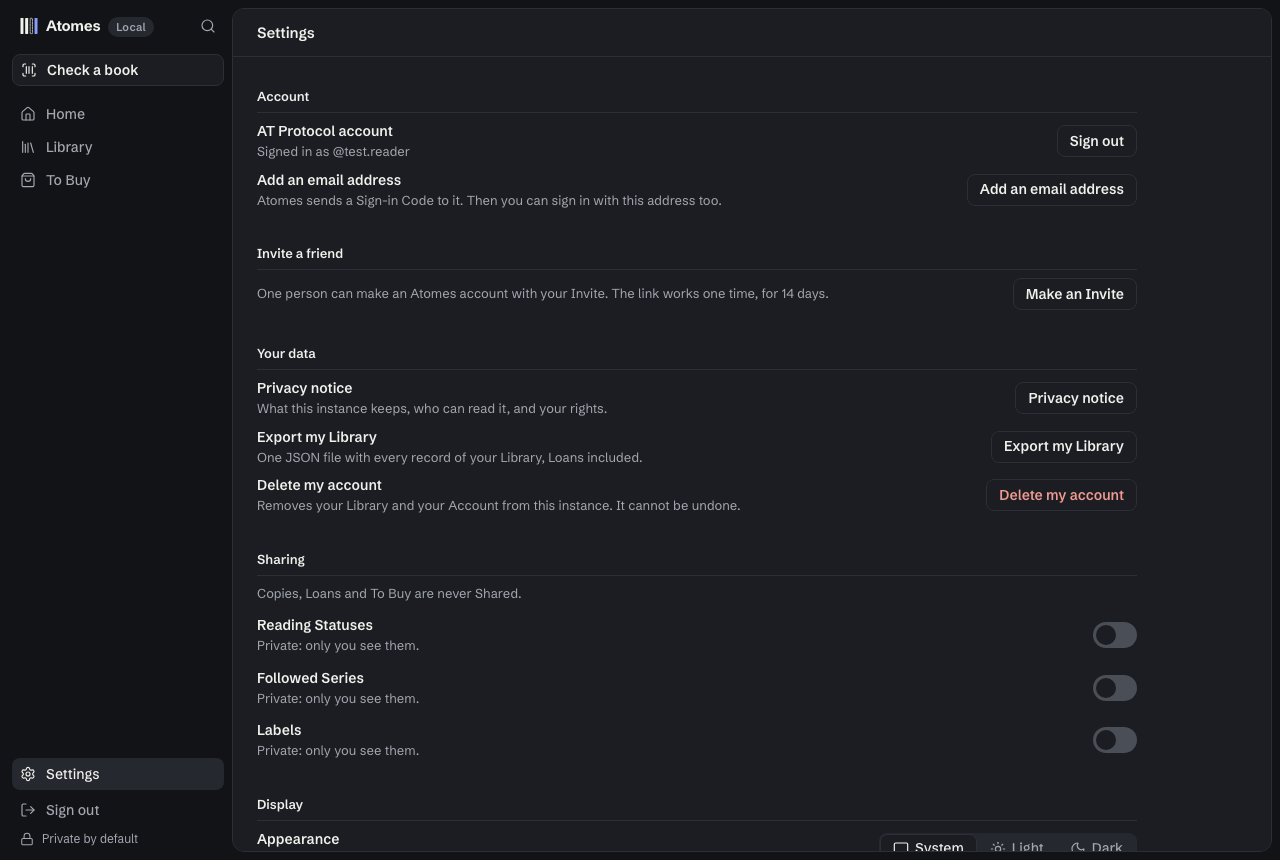 Atomes Local
Check a book
Home
Library
To Buy
Settings
Sign out
Private by default
Settings
Account
AT Protocol account
Signed in as @test.reader
Sign out
Add an email address
Atomes sends a Sign-in Code to it. Then you can sign in with this address too.
Add an email address
Invite a friend
One person can make an Atomes account with your Invite. The link works one time, for 14 days.
Make an Invite
Your data
Privacy notice
What this instance keeps, who can read it, and your rights.
Privacy notice
Export my Library
One JSON file with every record of your Library, Loans included.
Export my Library
Delete my account
Removes your Library and your Account from this instance. It cannot be undone.
Delete my account
Sharing
Copies, Loans and To Buy are never Shared.
Reading Statuses
Private: only you see them.
Followed Series
Private: only you see them.
Labels
Private: only you see them.
Display
Appearance
System Light Dark